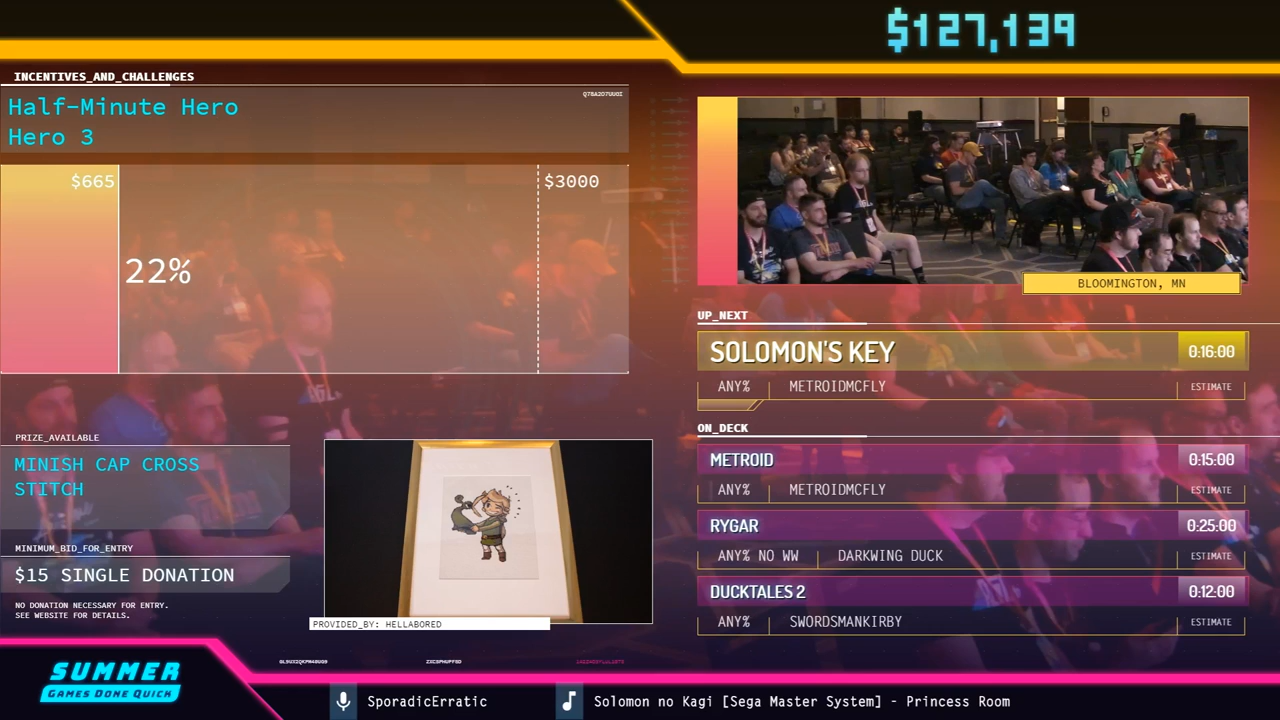 $127,139
INCENTIVES_AND_CHALLENGES
Half-Minute Hero
Hero 3
$665
$3000
22%
PRIZE_AVAILABLE
MINISH CAP CROSS
STITCH
MINIMUM_BID_FOR_ENTRY
$15 SINGLE DONATION
NO DONATION NECESSARY FOR ENTRY.
SEE WEBSITE FOR DETAILS.
PROVIDED_BY: HELLABORED
BLOOMINGTON, MN
UP_NEXT
SOLOMON'S KEY 0:16:00
ANY% METROIDMCFLY ESTIMATE
ON_DECK
METROID 0:15:00
ANY% METROIDMCFLY ESTIMATE
RYGAR 0:25:00
ANY% NO WW DARKWING DUCK ESTIMATE
DUCKTALES 2 0:12:00
ANY% SWORDSMANKIRBY ESTIMATE
SUMMER
GAMES DONE QUICK
SporadicErratic
Solomon no Kagi [Sega Master System] - Princess Room